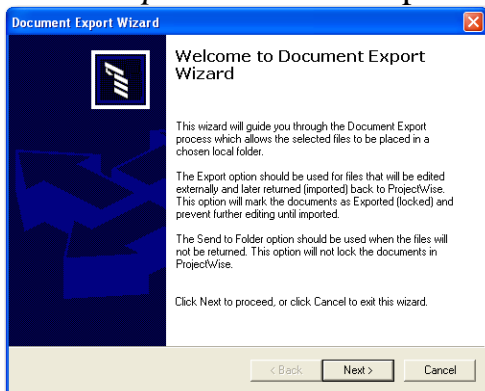 Document Export Wizard
Welcome to Document Export
Wizard
This wizard will guide you through the Document Export
process which allows the selected files to be placed in a
chosen local folder.
The Export option should be used for files that will be edited
externally and later returned (imported) back to ProjectWise.
This option will mark the documents as Exported (locked) and
prevent further editing until imported.
The Send to Folder option should be used when the files will
not be returned. This option will not lock the documents in
ProjectWise.
Click Next to proceed, or click Cancel to exit this wizard.
< Back Next > Cancel